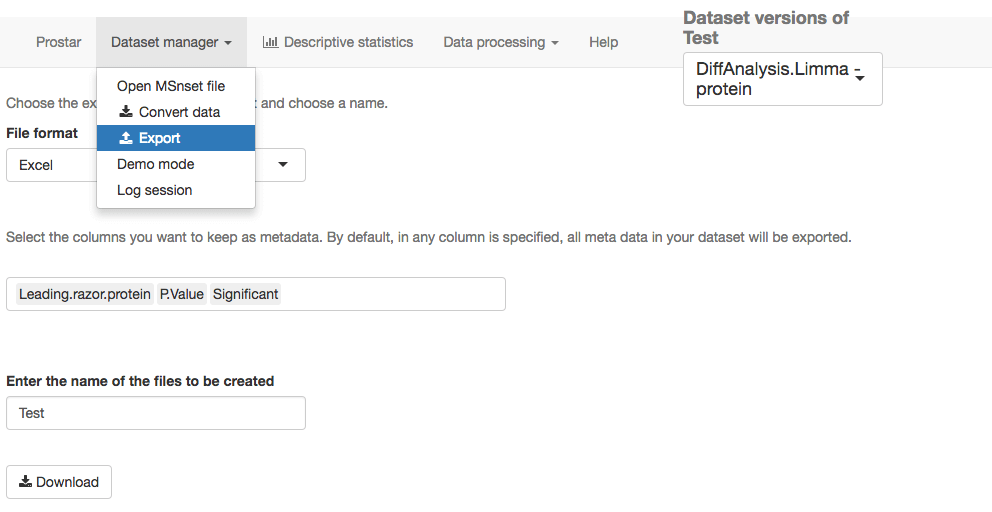 Prostar
Dataset manager
Descriptive statistics
Data processing
Help
Dataset versions of
Test
DiffAnalysis.Limma -
protein
Open MSnset file
Convert data
Export
Demo mode
Log session
Choose the ex
and choose a name.
File format
Excel
Select the columns you want to keep as metadata. By default, in any column is specified, all meta data in your dataset will be exported.
Leading.razor.protein P.Value Significant
Enter the name of the files to be created
Test
Download